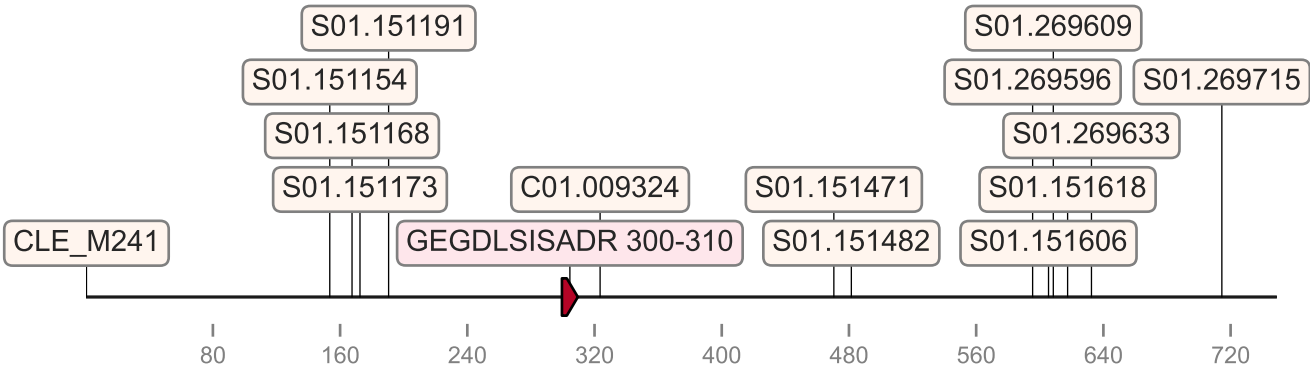 S01.151191
S01.269609
S01.151154
S01.269596
S01.269715
S01.151168
S01.269633
S01.151173
C01.009324
S01.151471
S01.151618
CLE_M241
GEGDLSISADR 300-310
S01.151482
S01.151606
80
160
240
320
400
480
560
640
720